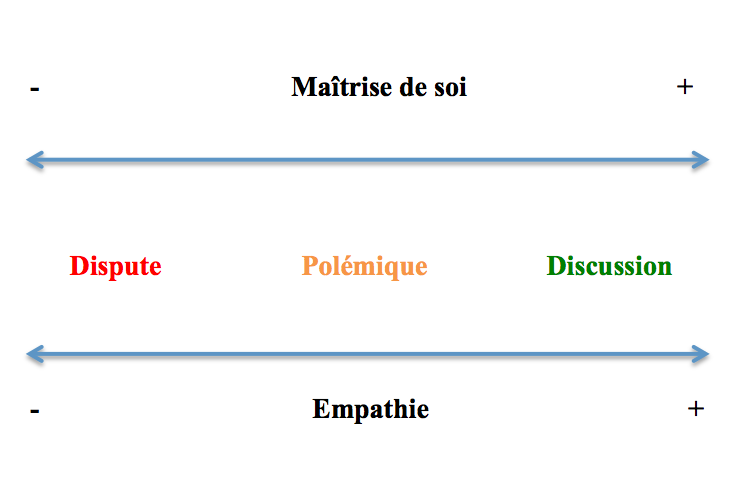 - Maîtrise de soi +
Dispute Polémique Discussion
- Empathie +